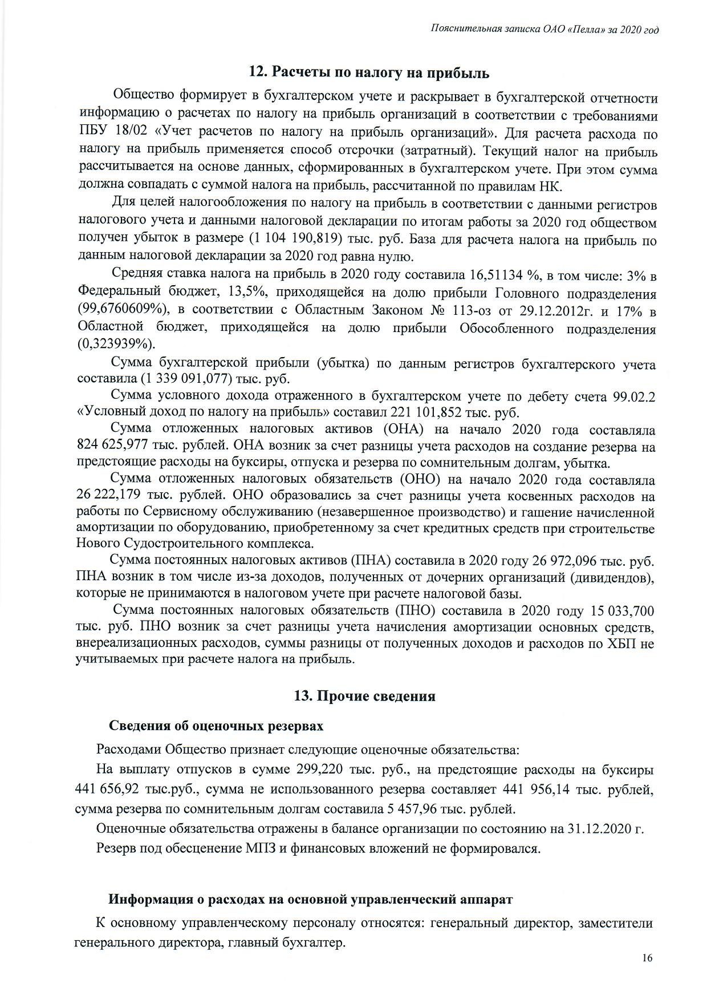 Пояснительная записка ОАО «Пелла» за 2020 год
12. Расчеты по налогу на прибыль
Общество формирует в бухгалтерском учете и раскрывает в бухгалтерской отчетности
информацию о расчетах по налогу на прибыль организаций в соответствии с требованиями
ПБУ 18/02 «Учет расчетов по налогу на прибыль организаций». Для расчета расхода по
налогу на прибыль применяется способ отсрочки (затратный). Текущий налог на прибыль
рассчитывается на основе данных, сформированных в бухгалтерском учете. При этом сумма
должна совпадать с суммой налога на прибыль, рассчитанной по правилам НК.
Для целей налогообложения по налогу на прибыль в соответствии с данными регистров
налогового учета и данными налоговой декларации по итогам работы за 2020 год обществом
получен убыток в размере (1 104 190,819) тыс. руб. База для расчета налога на прибыль по
данным налоговой декларации за 2020 год равна нулю.
Средняя ставка налога на прибыль в 2020 году составила 16,51134 %, в том числе: 3% в
Федеральный бюджет, 13,5%, приходящейся на долю прибыли Головного подразделения
(99,6760609%), в соответствии с Областным Законом № 113-оз от 29.12.2012г. и 17% в
Областной бюджет, приходящейся на долю прибыли Обособленного подразделения
(0,323939%).
Сумма бухгалтерской прибыли (убытка) по данным регистров бухгалтерского учета
составила (1 339 091,077) тыс. руб.
Сумма условного дохода отраженного в бухгалтерском учете по дебету счета 99.02.2
«Условный доход по налогу на прибыль» составил 221 101,852 тыс. руб.
Сумма отложенных налоговых активов (ОНА) на начало 2020 года составляла
824 625,977 тыс. рублей. ОНА возник за счет разницы учета расходов на создание резерва на
предстоящие расходы на буксиры, отпуска и резерва по сомнительным долгам, убытка.
Сумма отложенных налоговых обязательств (ОНО) на начало 2020 года составляла
26 222,179 тыс. рублей. ОНО образовались за счет разницы учета косвенных расходов на
работы по Сервисному обслуживанию (незавершенное производство) и гашение начисленной
амортизации по оборудованию, приобретенному за счет кредитных средств при строительстве
Нового Судостроительного комплекса.
Сумма постоянных налоговых активов (ПНА) составила в 2020 году 26 972,096 тыс. руб.
ПНА возник в том числе из-за доходов, полученных от дочерних организаций (дивидендов),
которые не принимаются в налоговом учете при расчете налоговой базы.
Сумма постоянных налоговых обязательств (ПНО) составила в 2020 году 15 033,700
тыс. руб. ПНО возник за счет разницы учета начисления амортизации основных средств,
внереализационных расходов, суммы разницы от полученных доходов и расходов по ХБП не
учитываемых при расчете налога на прибыль.
13. Прочие сведения
Сведения об оценочных резервах
Расходами Общество признает следующие оценочные обязательства:
На выплату отпусков в сумме 299,220 тыс. руб., на предстоящие расходы на буксиры
441 656,92 тыс.руб., сумма не использованного резерва составляет 441 956,14 тыс. рублей,
сумма резерва по сомнительным долгам составила 5 457,96 тыс. рублей.
Оценочные обязательства отражены в балансе организации по состоянию на 31.12.2020 г.
Резерв под обесценение МПЗ и финансовых вложений не формировался.
Информация о расходах на основной управленческий аппарат
К основному управленческому персоналу относятся: генеральный директор, заместители
генерального директора, главный бухгалтер.
16